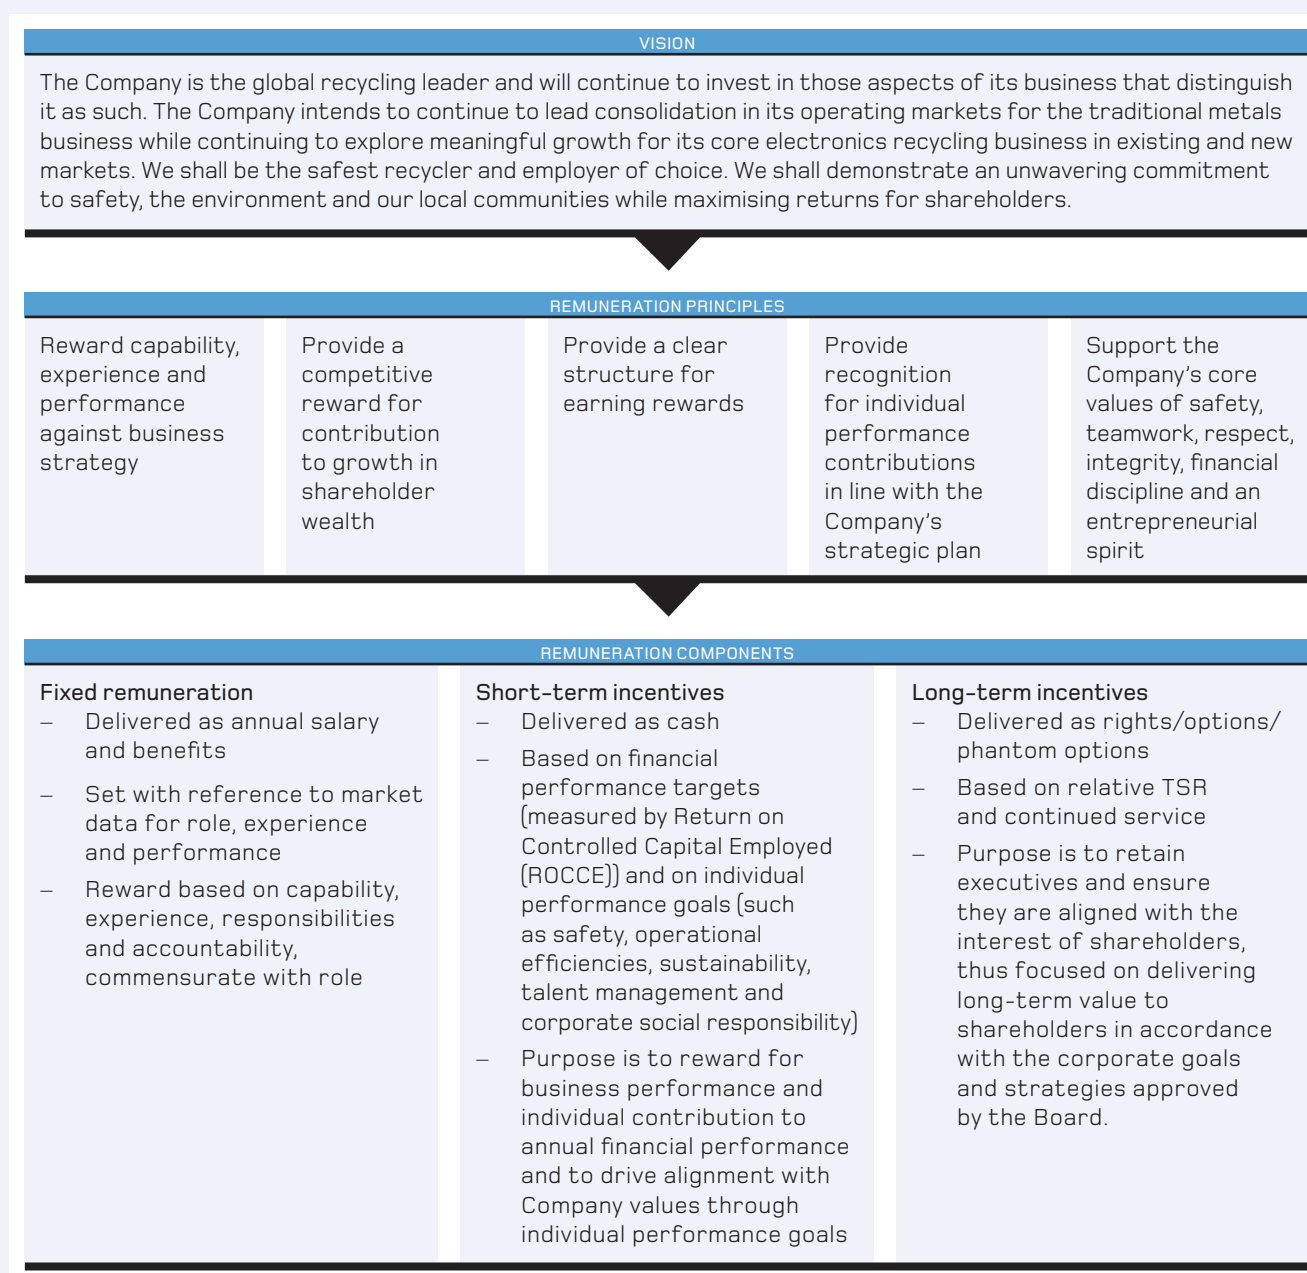 VISION
The Company is the global recycling leader and will continue to invest in those aspects of its business that distinguish
it as such. The Company intends to continue to lead consolidation in its operating markets for the traditional metals
business while continuing to explore meaningful growth for its core electronics recycling business in existing and new
markets. We shall be the safest recycler and employer of choice. We shall demonstrate an unwavering commitment
to safety, the environment and our local communities while maximising returns for shareholders.
REMUNERATION PRINCIPLES
Reward capability,
experience and
performance
against business
strategy
Provide a
competitive
reward for
contribution
to growth in
shareholder
wealth
Provide a clear
structure for
earning rewards
Provide
recognition
for individual
performance
contributions
in line with the
Company's
strategic plan
Support the
Company's core
values of safety,
teamwork, respect,
integrity, financial
discipline and an
entrepreneurial
spirit
REMUNERATION COMPONENTS
Fixed remuneration
– Delivered as annual salary
and benefits
– Set with reference to market
data for role, experience
and performance
– Reward based on capability,
experience, responsibilities
and accountability,
commensurate with role
Short-term incentives
– Delivered as cash
– Based on financial
performance targets
(measured by Return on
Controlled Capital Employed
(ROCCE)) and on individual
performance goals (such
as safety, operational
efficiencies, sustainability,
talent management and
corporate social responsibility)
– Purpose is to reward for
business performance and
individual contribution to
annual financial performance
and to drive alignment with
Company values through
individual performance goals
Long-term incentives
– Delivered as rights/options/
phantom options
– Based on relative TSR
and continued service
– Purpose is to retain
executives and ensure
they are aligned with the
interest of shareholders,
thus focused on delivering
long-term value to
shareholders in accordance
with the corporate goals
and strategies approved
by the Board.